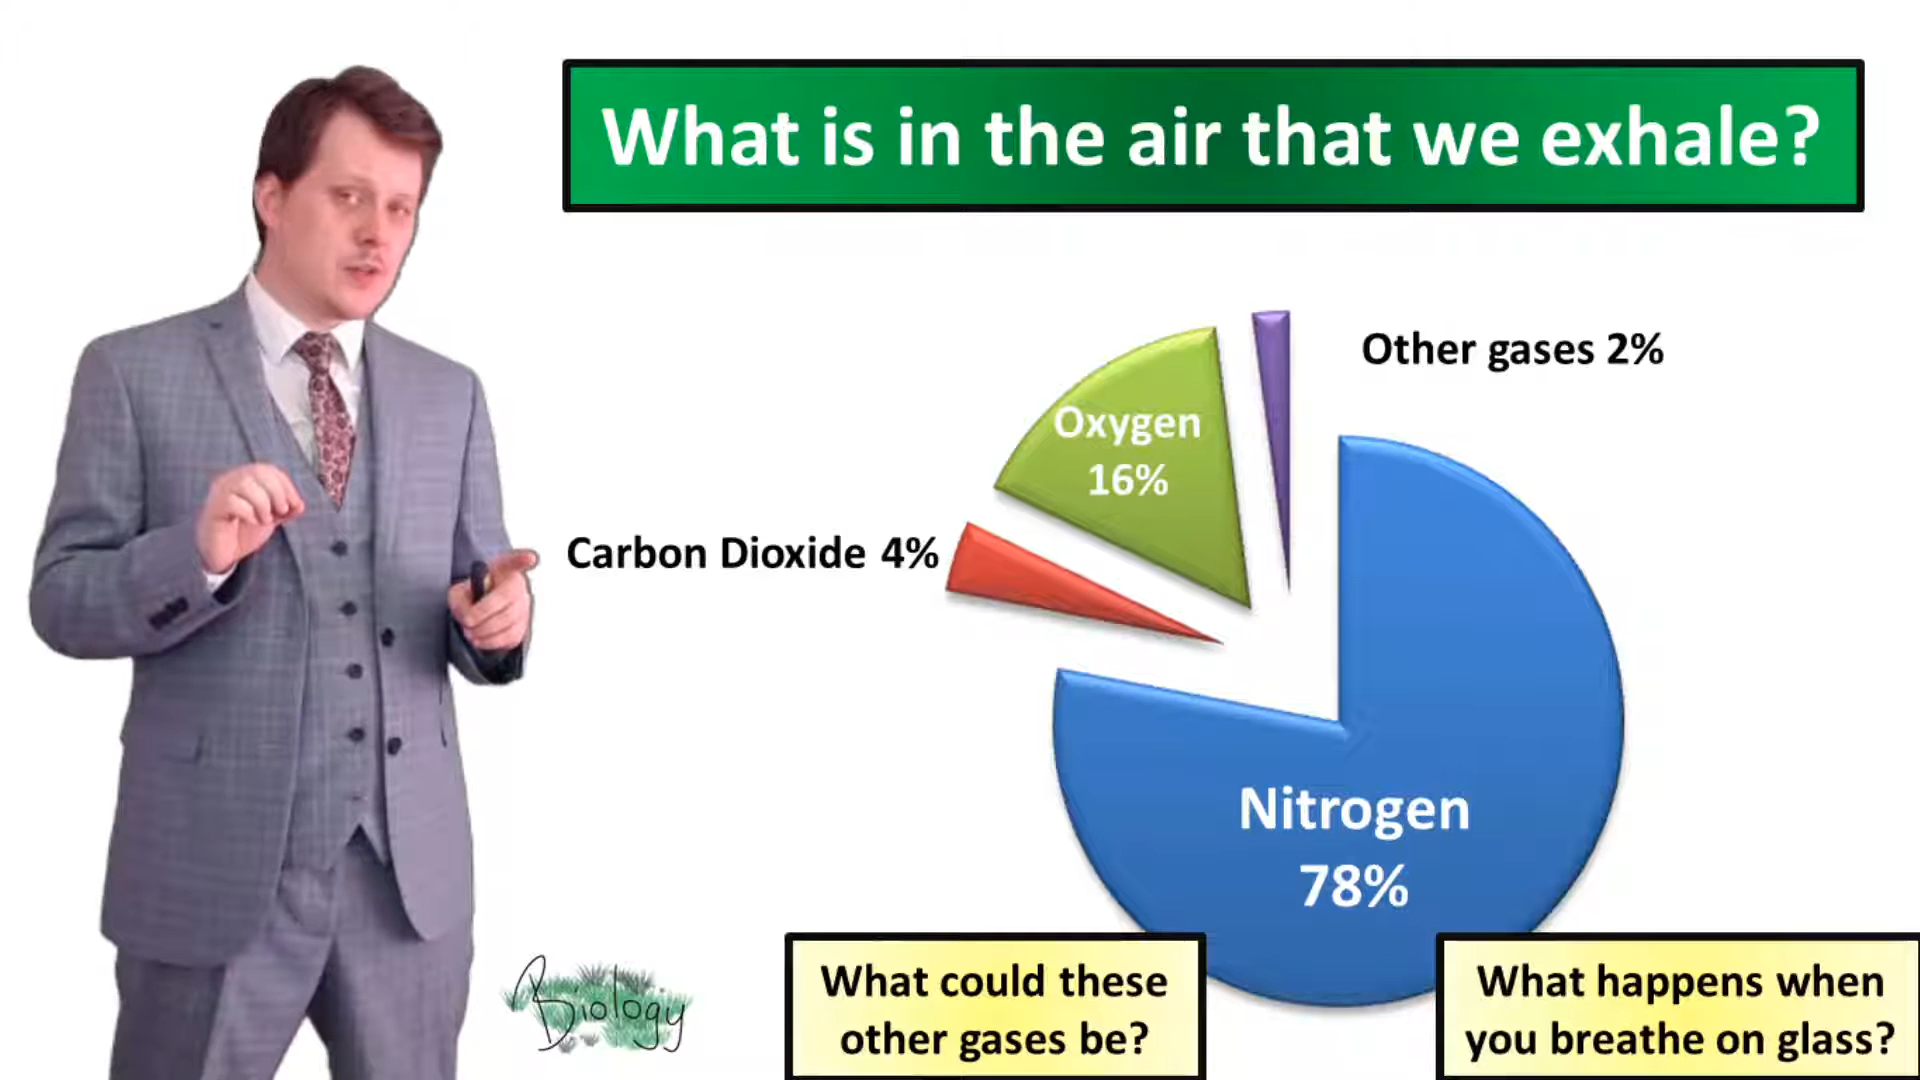 What is in the air that we exhale?
Other gases 2%
Oxygen
16%
Carbon Dioxide 4%
Nitrogen
78%
Biology
What could these
other gases be?
What happens when
you breathe on glass?